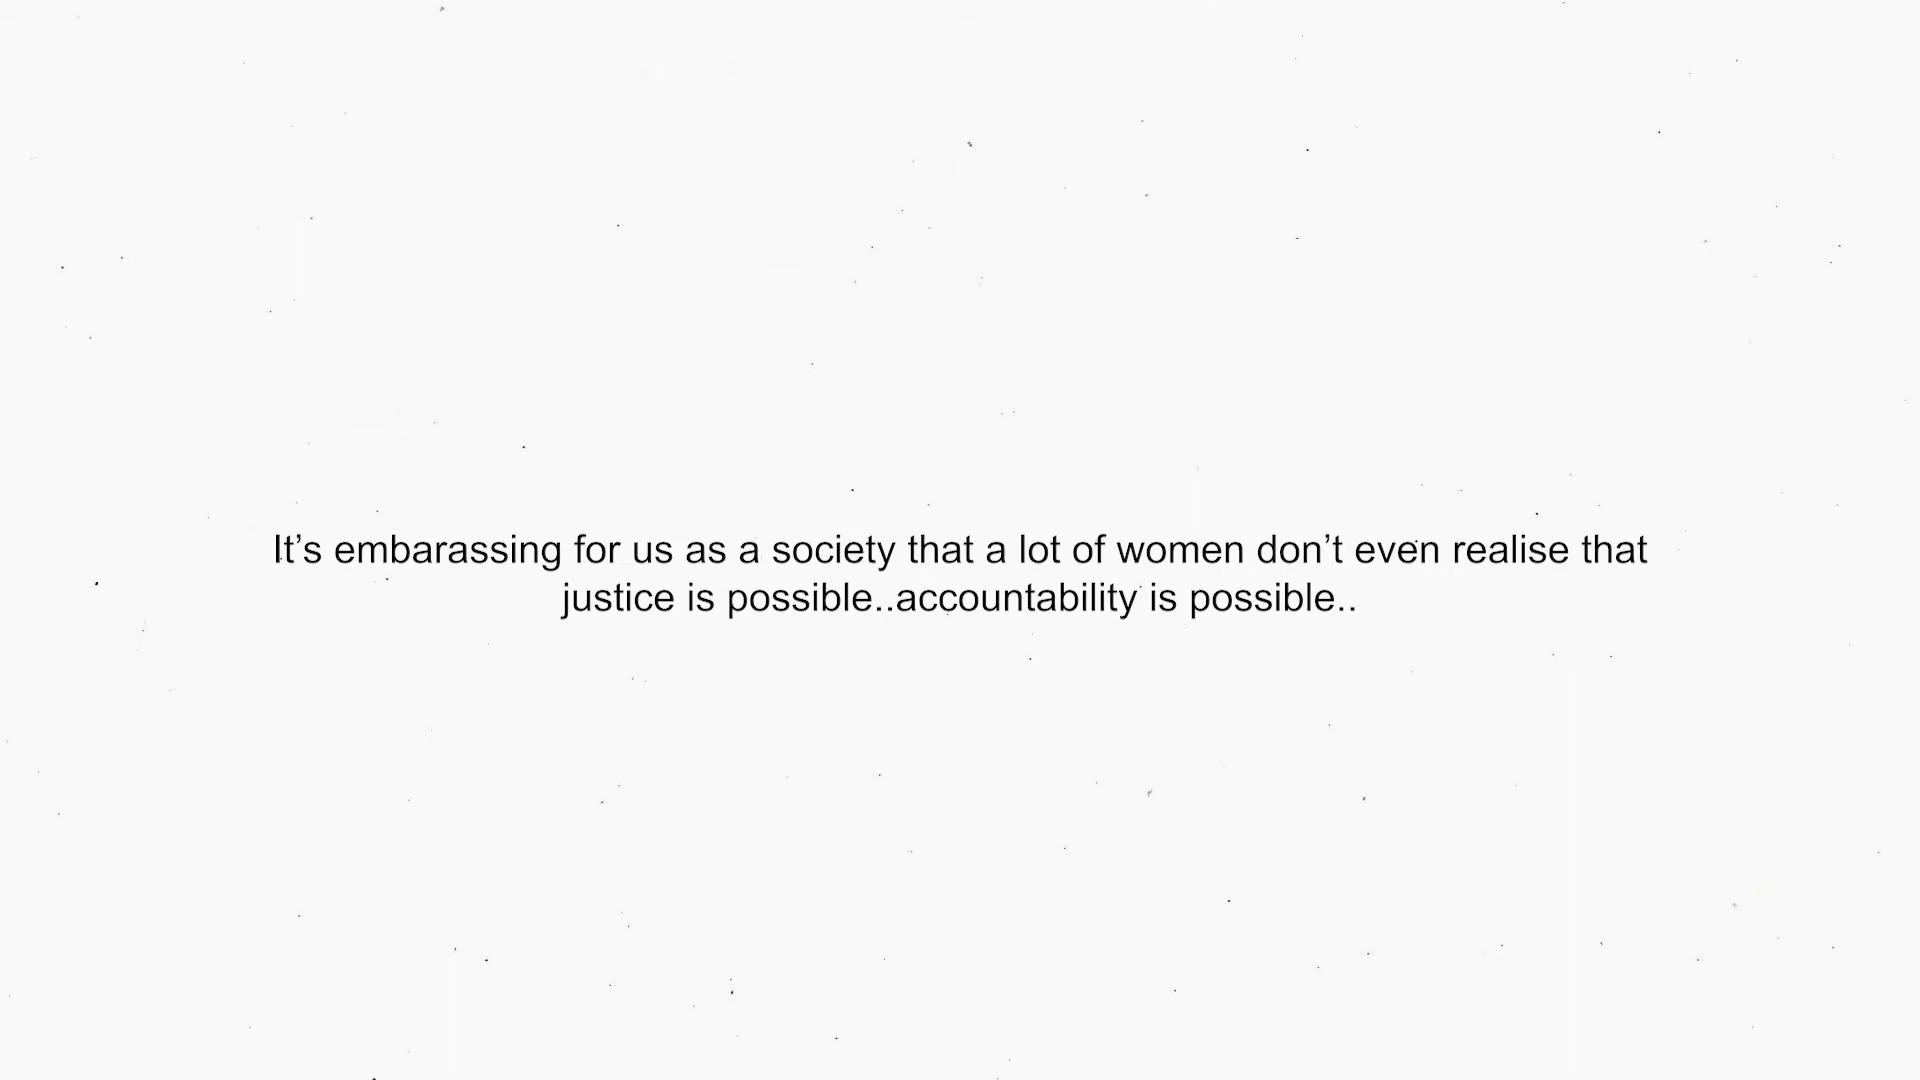 It’s embarassing for us as a society that a lot of women don’t even realise that
justice is possible..accountability is possible..